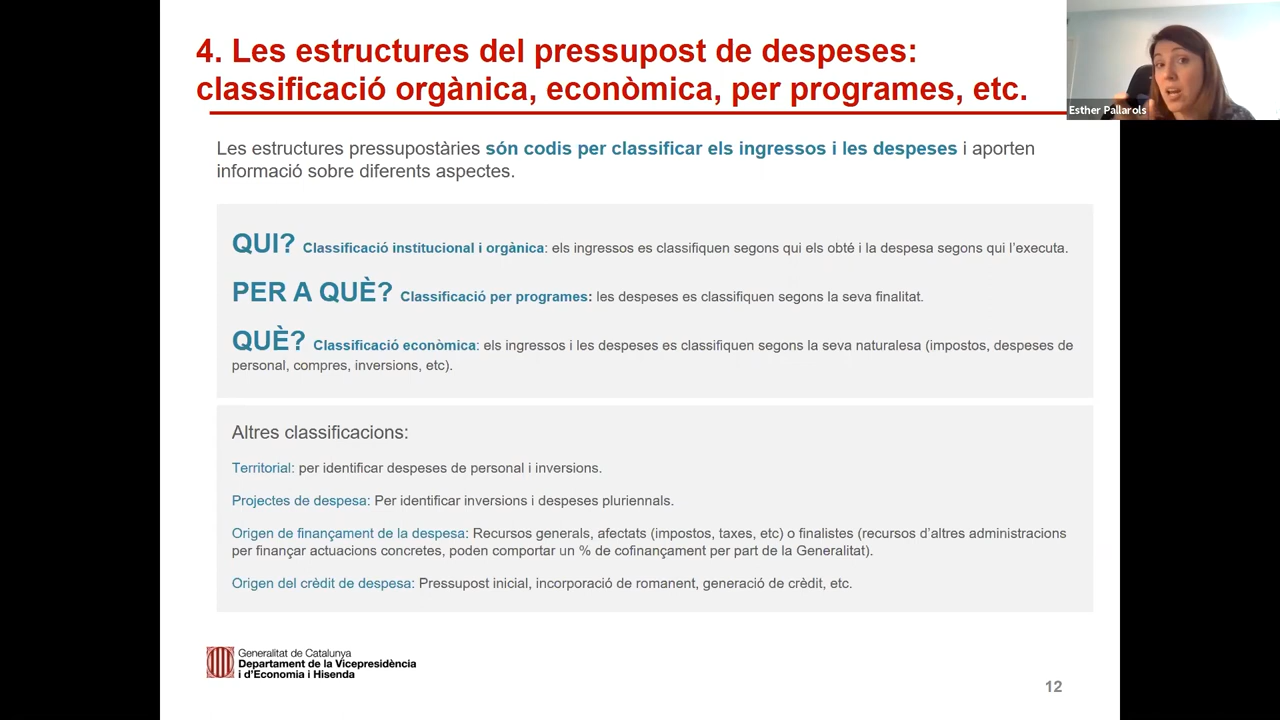 4. Les estructures del pressupost de despeses:
classificació orgànica, econòmica, per programes, etc.
Esther Pallarols
Les estructures pressupostàries són codis per classificar els ingressos i les despeses i aporten
informació sobre diferents aspectes.
QUI? Classificació institucional i orgànica: els ingressos es classifiquen segons qui els obté i la despesa segons qui l'executa.
PER A QUÈ? Classificació per programes: les despeses es classifiquen segons la seva finalitat.
QUÈ? Classificació econòmica: els ingressos i les despeses es classifiquen segons la seva naturalesa (impostos, despeses de
personal, compres, inversions, etc).
Altres classificacions:
Territorial: per identificar despeses de personal i inversions.
Projectes de despesa: Per identificar inversions i despeses pluriennals.
Origen de finançament de la despesa: Recursos generals, afectats (impostos, taxes, etc) o finalistes (recursos d'altres administracions
per finançar actuacions concretes, poden comportar un % de cofinançament per part de la Generalitat).
Origen del crèdit de despesa: Pressupost inicial, incorporació de romanent, generació de crèdit, etc.
Generalitat de Catalunya
Departament de la Vicepresidència
i d'Economia i Hisenda
12